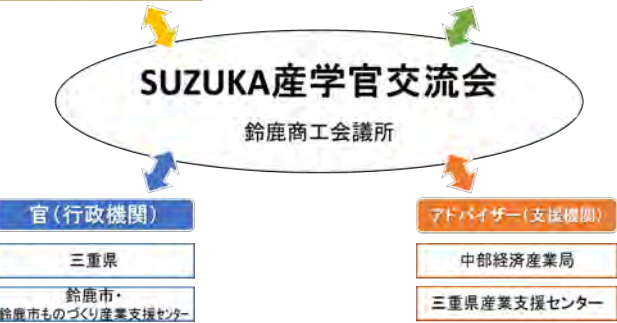 SUZUKA産学官交流会
鈴鹿商工会議所
官(行政機関)
アドバイザー(支援機関)
三重県
中部経済産業局
鈴鹿市・
鈴鹿市ものづくり産業支援センター
三重県産業支援センター